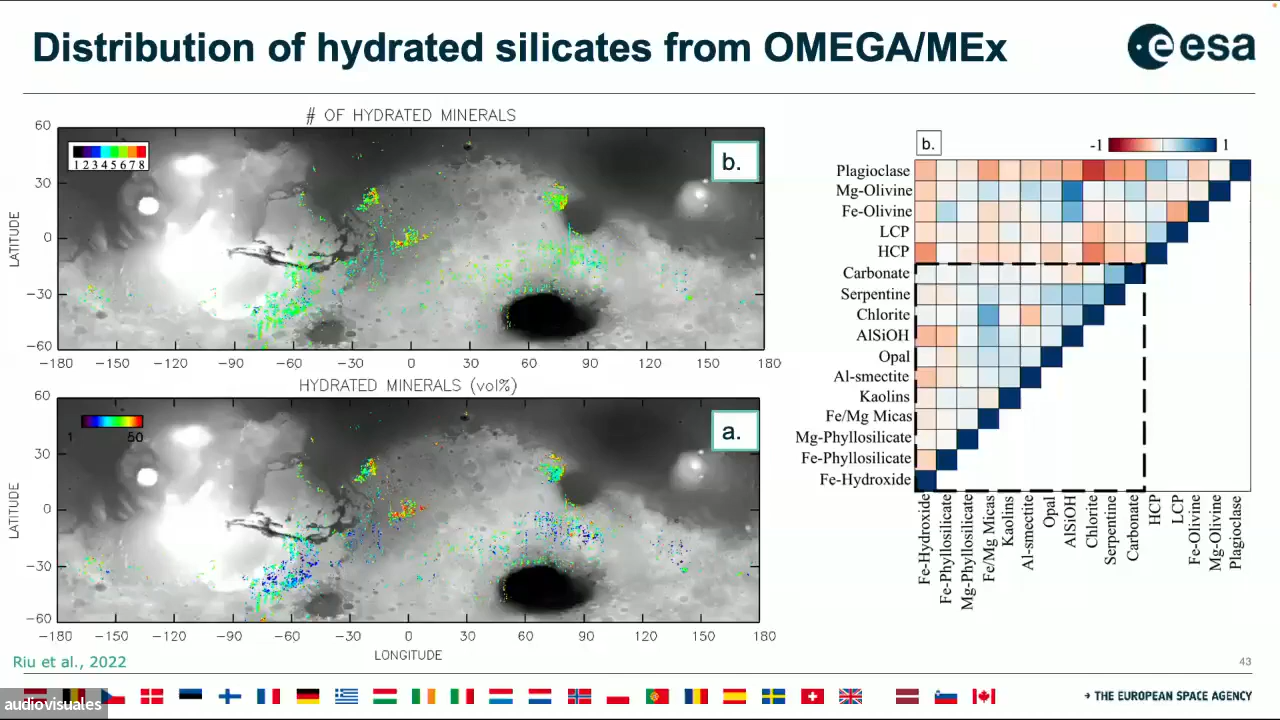 Distribution of hydrated silicates from OMEGA/MEx
esa
# OF HYDRATED MINERALS
60
30
0
−30
−60
LATITUDE
1 2 3 4 5 6 7 8
b.
−180 −150 −120 −90 −60 −30 0 30 60 90 120 150 180
HYDRATED MINERALS (vol%)
60
30
0
−30
−60
LATITUDE
1 50
a.
−180 −150 −120 −90 −60 −30 0 30 60 90 120 150 180
LONGITUDE
b.
-1 1
Plagioclase
Mg-Olivine
Fe-Olivine
LCP
HCP
Carbonate
Serpentine
Chlorite
AlSiOH
Opal
Al-smectite
Kaolins
Fe/Mg Micas
Mg-Phyllosilicate
Fe-Phyllosilicate
Fe-Hydroxide
Fe-Hydroxide
Fe-Phyllosilicate
Mg-Phyllosilicate
Fe/Mg Micas
Kaolins
Al-smectite
Opal
AlSiOH
Chlorite
Serpentine
Carbonate
HCP
LCP
Fe-Olivine
Mg-Olivine
Plagioclase
Riu et al., 2022
43
audiovisuales
→ THE EUROPEAN SPACE AGENCY